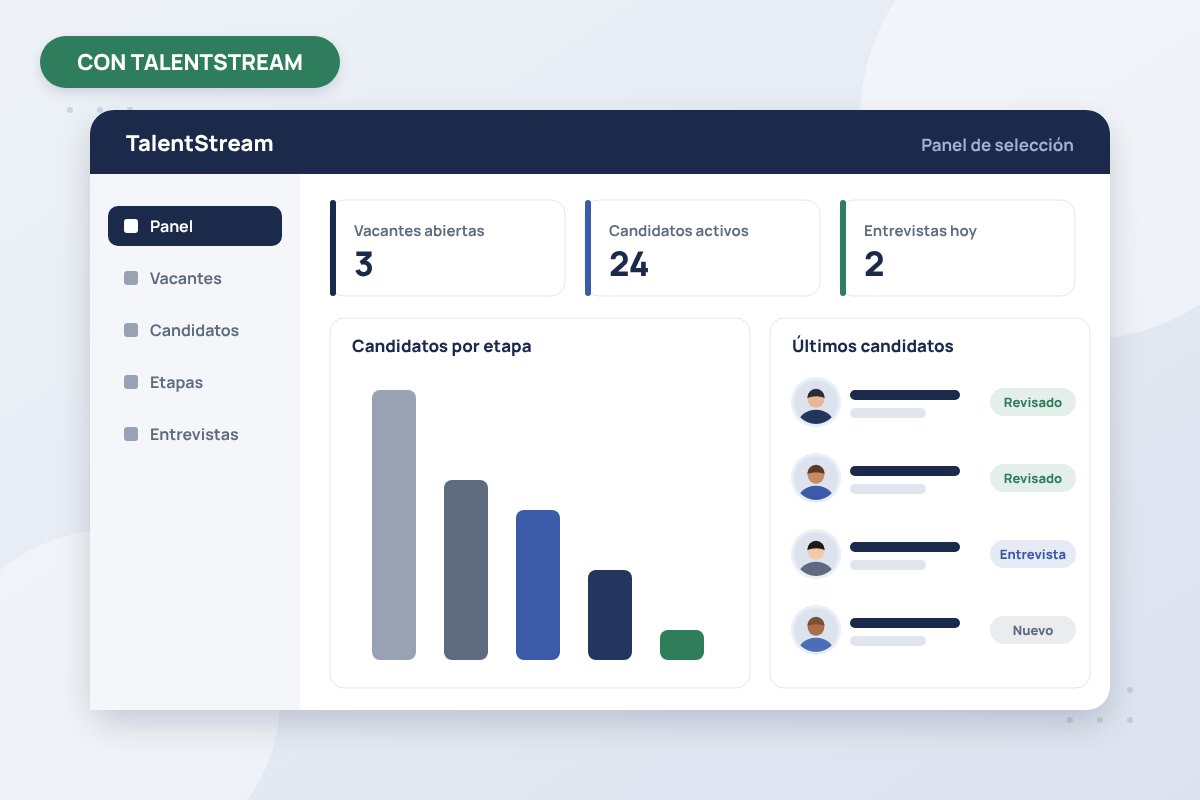 CON TALENTSTREAM
TalentStream
Panel de selección
Panel
Vacantes
Candidatos
Etapas
Entrevistas
Vacantes abiertas
3
Candidatos activos
24
Entrevistas hoy
2
Candidatos por etapa
Últimos candidatos
Revisado
Revisado
Entrevista
Nuevo